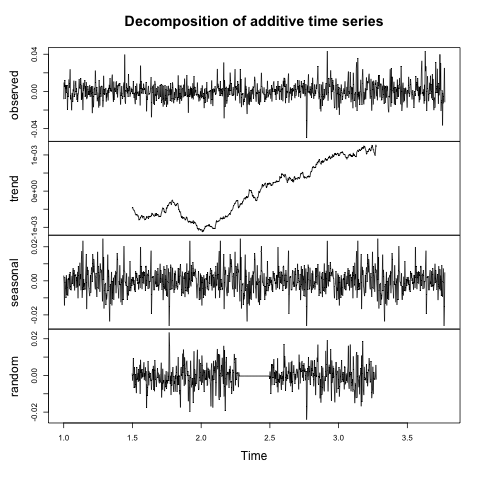 Decomposition of additive time series
observed
0.04
0.00
-0.04
trend
1e-03
0e+00
-1e-03
seasonal
0.02
0.00
-0.02
random
0.02
0.00
-0.02
1.0 1.5 2.0 2.5 3.0 3.5
Time